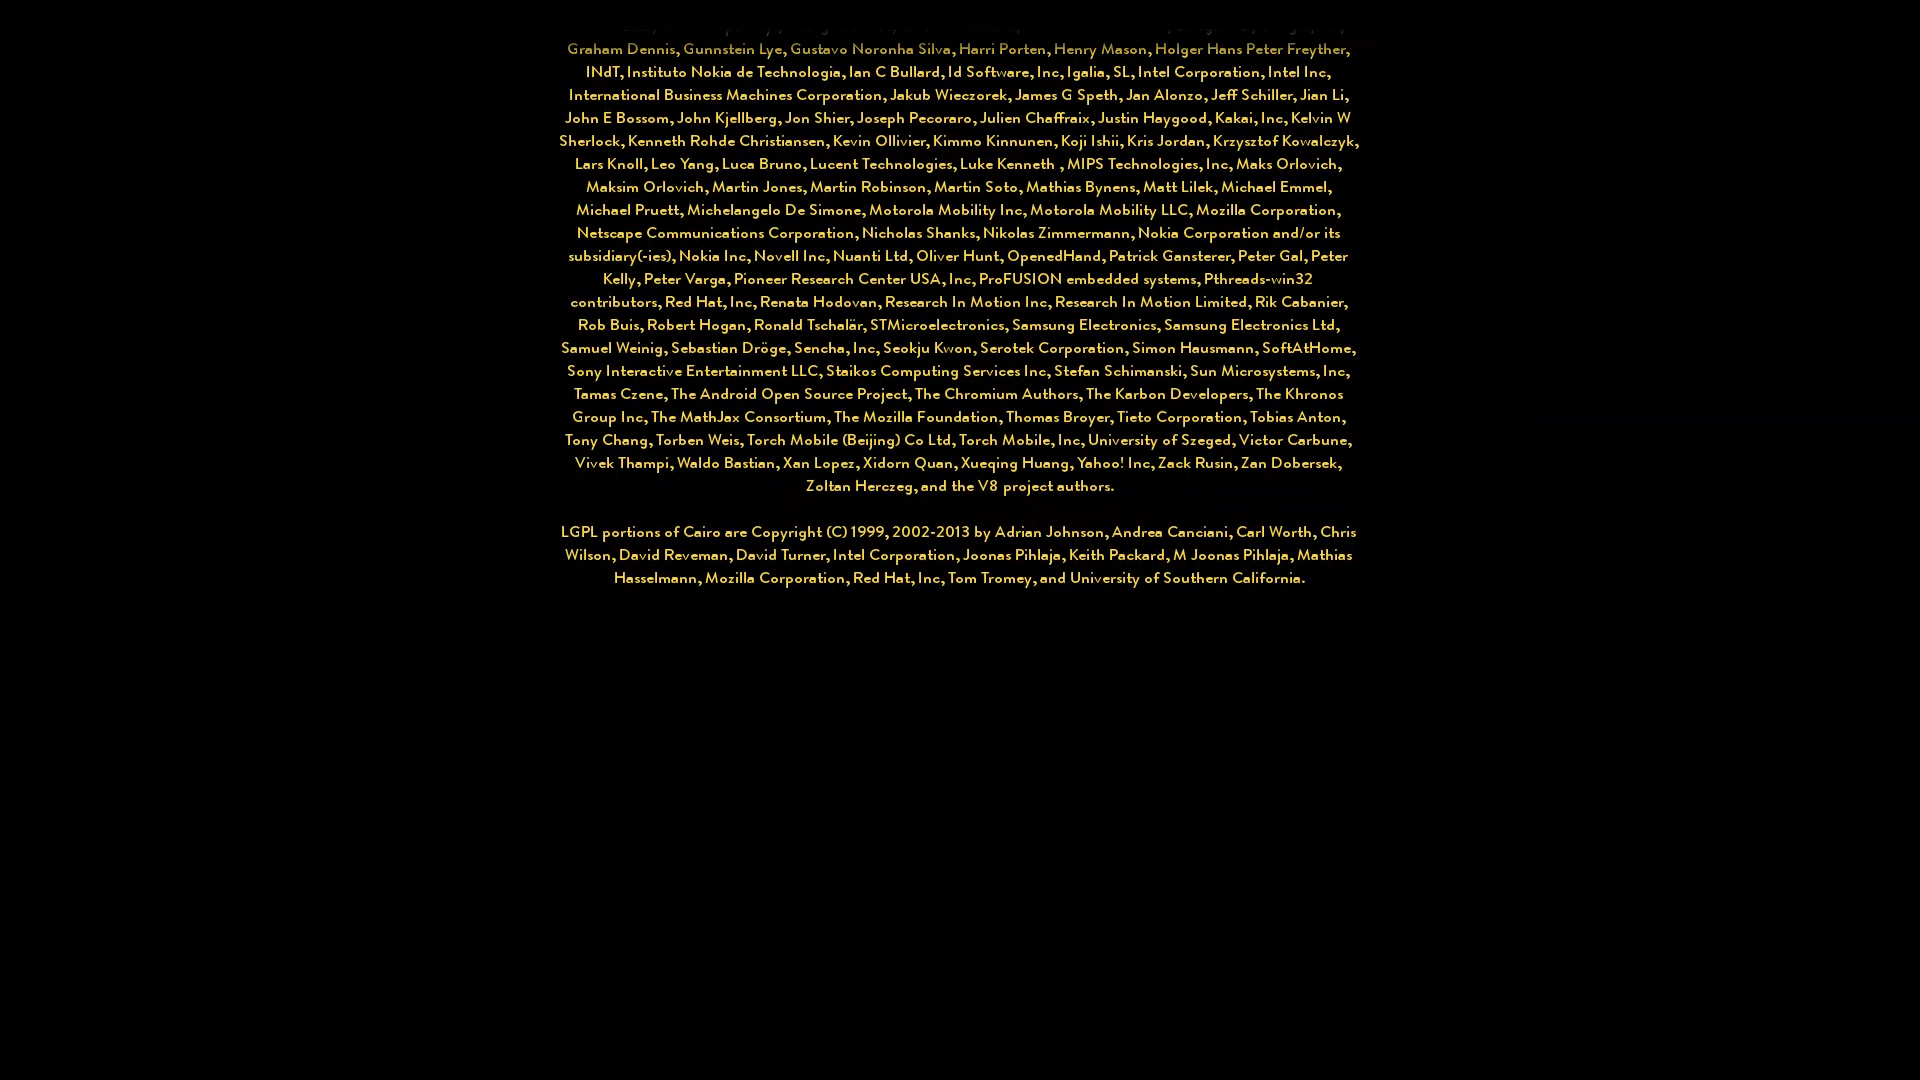 Graham Dennis, Gunnstein Lye, Gustavo Noronha Silva, Harri Porten, Henry Mason, Holger Hans Peter Freyther,
INdT, Instituto Nokia de Technologia, Ian C Bullard, Id Software, Inc, Igalia, SL, Intel Corporation, Intel Inc,
International Business Machines Corporation, Jakub Wieczorek, James G Speth, Jan Alonzo, Jeff Schiller, Jian Li,
John E Bossom, John Kjellberg, Jon Shier, Joseph Pecoraro, Julien Chaffraix, Justin Haygood, Kakai, Inc, Kelvin W
Sherlock, Kenneth Rohde Christiansen, Kevin Ollivier, Kimmo Kinnunen, Koji Ishii, Kris Jordan, Krzysztof Kowalczyk,
Lars Knoll, Leo Yang, Luca Bruno, Lucent Technologies, Luke Kenneth , MIPS Technologies, Inc, Maks Orlovich,
Maksim Orlovich, Martin Jones, Martin Robinson, Martin Soto, Mathias Bynens, Matt Lilek, Michael Emmel,
Michael Pruett, Michelangelo De Simone, Motorola Mobility Inc, Motorola Mobility LLC, Mozilla Corporation,
Netscape Communications Corporation, Nicholas Shanks, Nikolas Zimmermann, Nokia Corporation and/or its
subsidiary(-ies), Nokia Inc, Novell Inc, Nuanti Ltd, Oliver Hunt, OpenedHand, Patrick Gansterer, Peter Gal, Peter
Kelly, Peter Varga, Pioneer Research Center USA, Inc, ProFUSION embedded systems, Pthreads-win32
contributors, Red Hat, Inc, Renata Hodovan, Research In Motion Inc, Research In Motion Limited, Rik Cabanier,
Rob Buis, Robert Hogan, Ronald Tschalär, STMicroelectronics, Samsung Electronics, Samsung Electronics Ltd,
Samuel Weinig, Sebastian Dröge, Sencha, Inc, Seokju Kwon, Serotek Corporation, Simon Hausmann, SoftAtHome,
Sony Interactive Entertainment LLC, Staikos Computing Services Inc, Stefan Schimanski, Sun Microsystems, Inc,
Tamas Czene, The Android Open Source Project, The Chromium Authors, The Karbon Developers, The Khronos
Group Inc, The MathJax Consortium, The Mozilla Foundation, Thomas Broyer, Tieto Corporation, Tobias Anton,
Tony Chang, Torben Weis, Torch Mobile (Beijing) Co Ltd, Torch Mobile, Inc, University of Szeged, Victor Carbune,
Vivek Thampi, Waldo Bastian, Xan Lopez, Xidorn Quan, Xueqing Huang, Yahoo! Inc, Zack Rusin, Zan Dobersek,
Zoltan Herczeg, and the V8 project authors.
LGPL portions of Cairo are Copyright (C) 1999, 2002-2013 by Adrian Johnson, Andrea Canciani, Carl Worth, Chris
Wilson, David Reveman, David Turner, Intel Corporation, Joonas Pihlaja, Keith Packard, M Joonas Pihlaja, Mathias
Hasselmann, Mozilla Corporation, Red Hat, Inc, Tom Tromey, and University of Southern California.